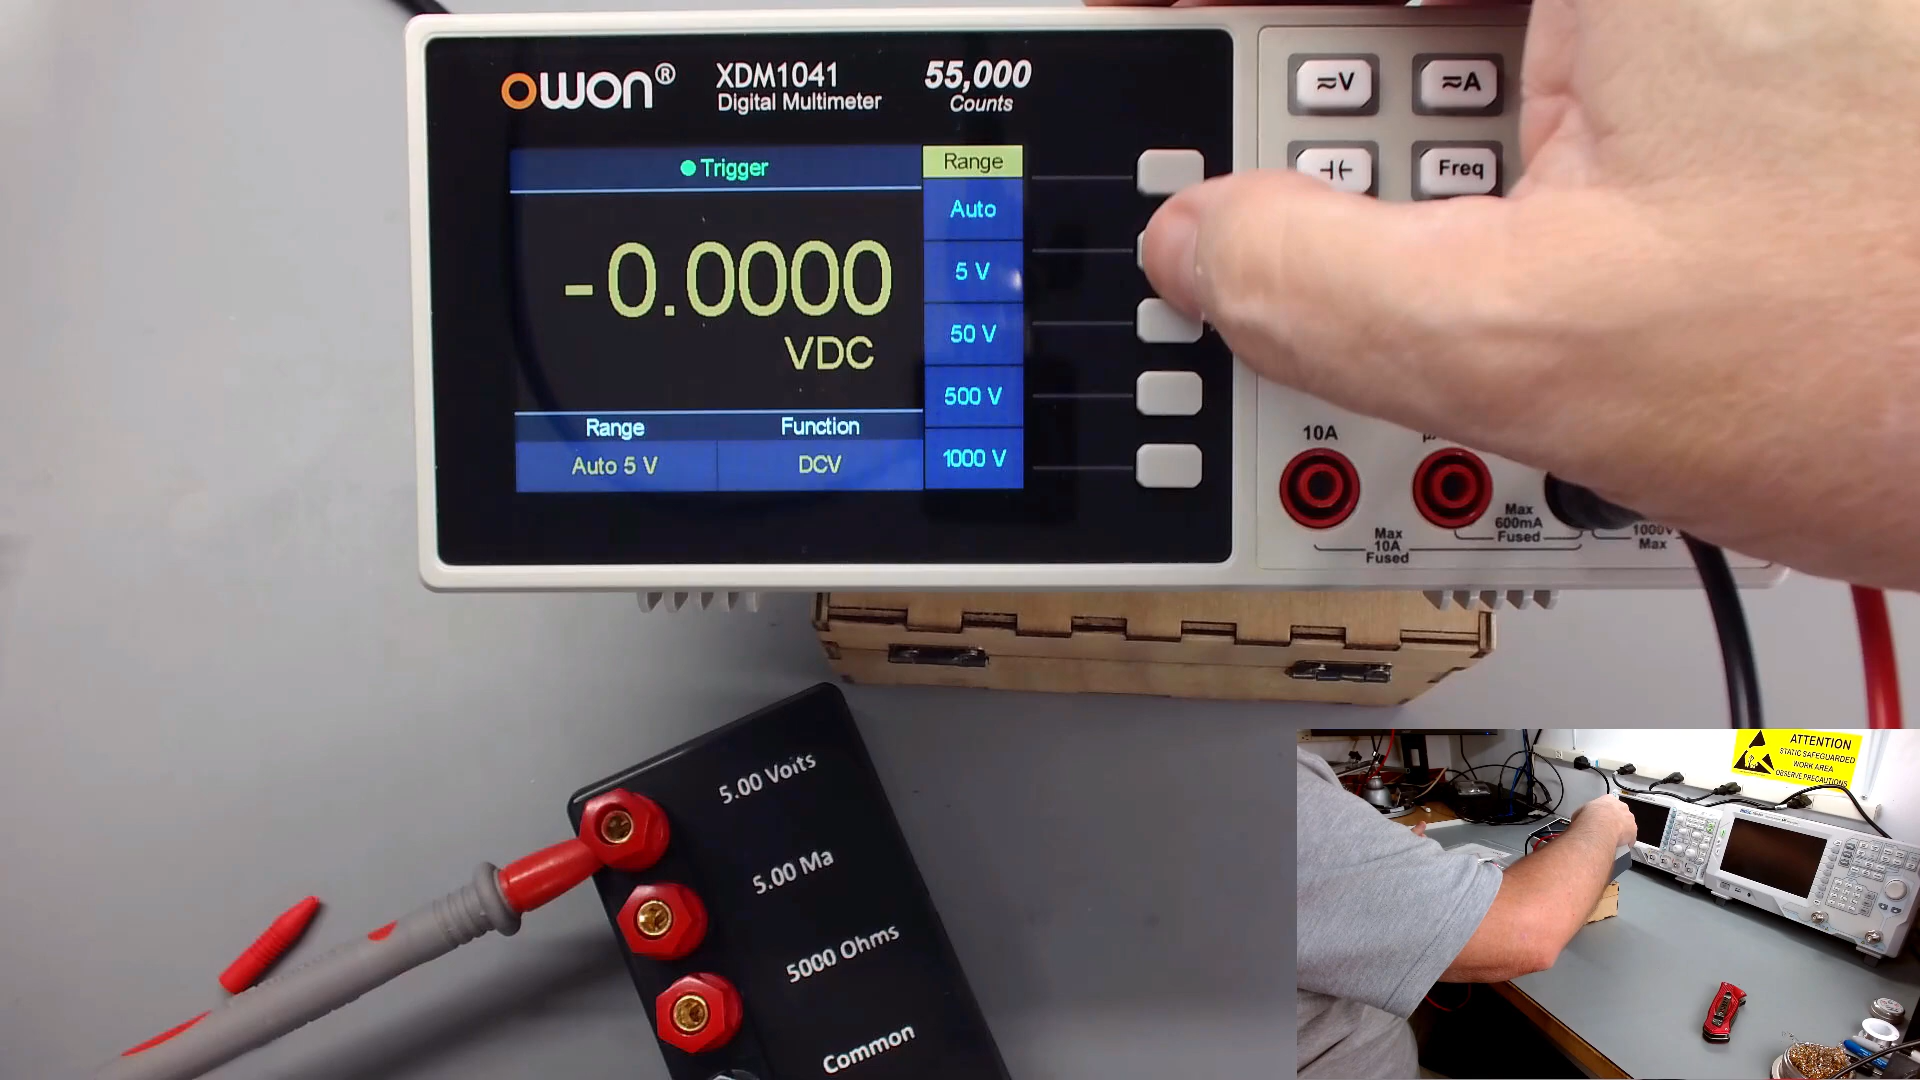 owon® XDM1041 55,000
Digital Multimeter Counts
Trigger
Range
Auto
-0.0000
5 V
50 V
VDC
500 V
Range Function
Auto 5 V DCV
1000 V
≂V ≂A
Freq
10A
Max
600mA
Fused
Max
10A
Fused
1000V
Max
5.00 Volts
5.00 Ma
5000 Ohms
Common
ATTENTION
STATIC SAFEGUARDED
WORK AREA
OBSERVE PRECAUTIONS